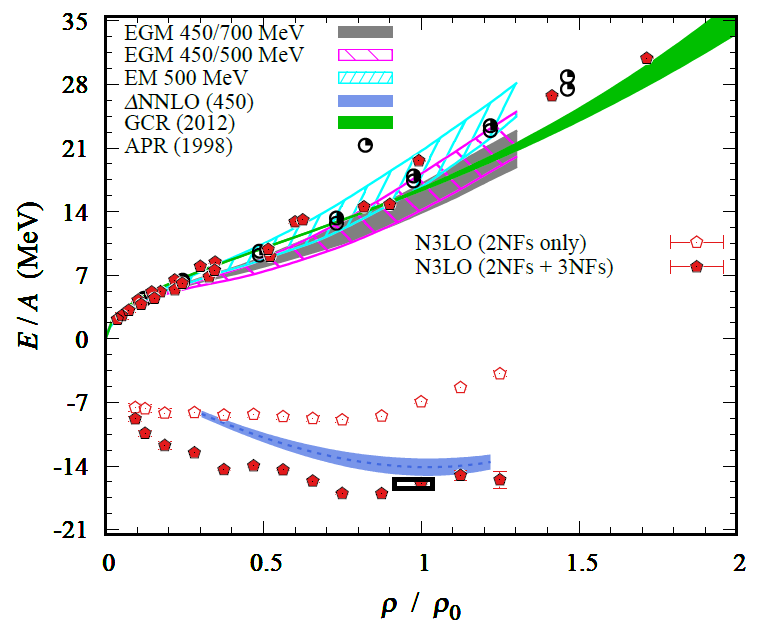 35
28
21
14
7
0
-7
-14
-21
E / A (MeV)
EGM 450/700 MeV
EGM 450/500 MeV
EM 500 MeV
ΔNNLO (450)
GCR (2012)
APR (1998)
N3LO (2NFs only)
N3LO (2NFs + 3NFs)
0 0.5 1 1.5 2
ρ / ρ0